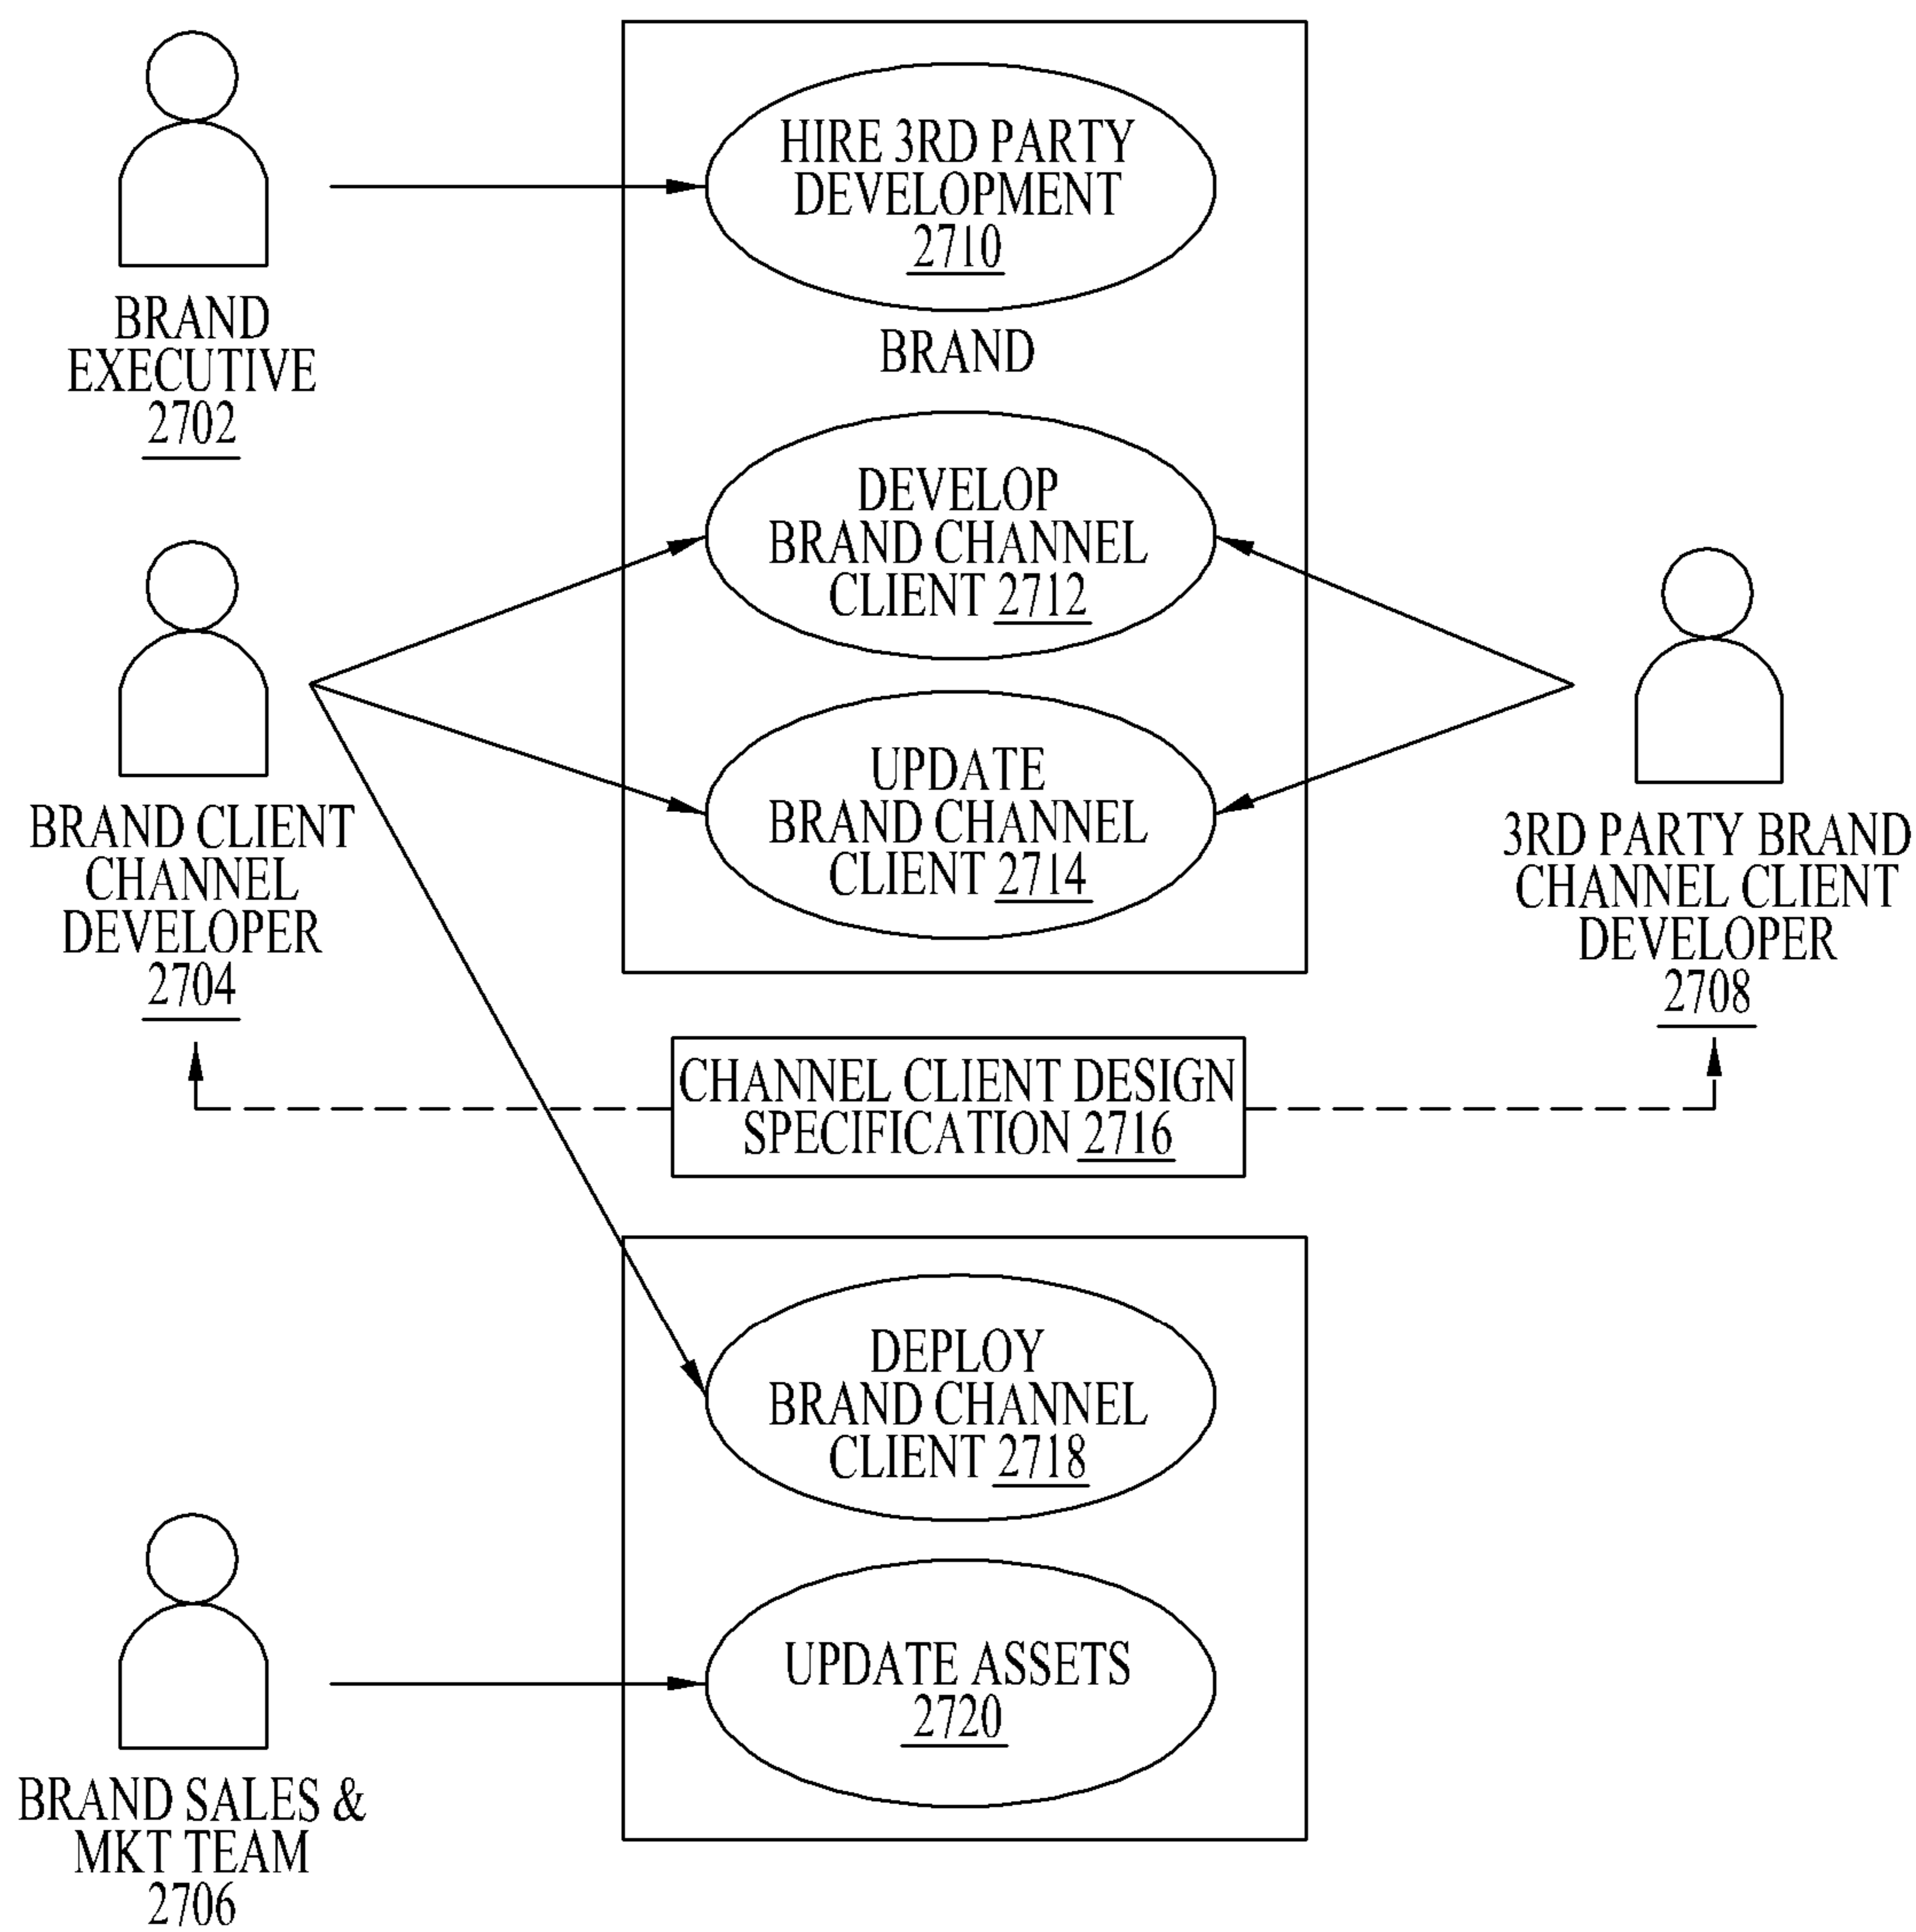 HIRE 3RD PARTY
DEVELOPMENT
2710
BRAND
EXECUTIVE
2702
BRAND
DEVELOP
BRAND CHANNEL
CLIENT 2712
UPDATE
BRAND CHANNEL
CLIENT 2714
BRAND CLIENT
CHANNEL
DEVELOPER
2704
3RD PARTY BRAND
CHANNEL CLIENT
DEVELOPER
2708
CHANNEL CLIENT DESIGN
SPECIFICATION 2716
DEPLOY
BRAND CHANNEL
CLIENT 2718
UPDATE ASSETS
2720
BRAND SALES &
MKT TEAM
2706